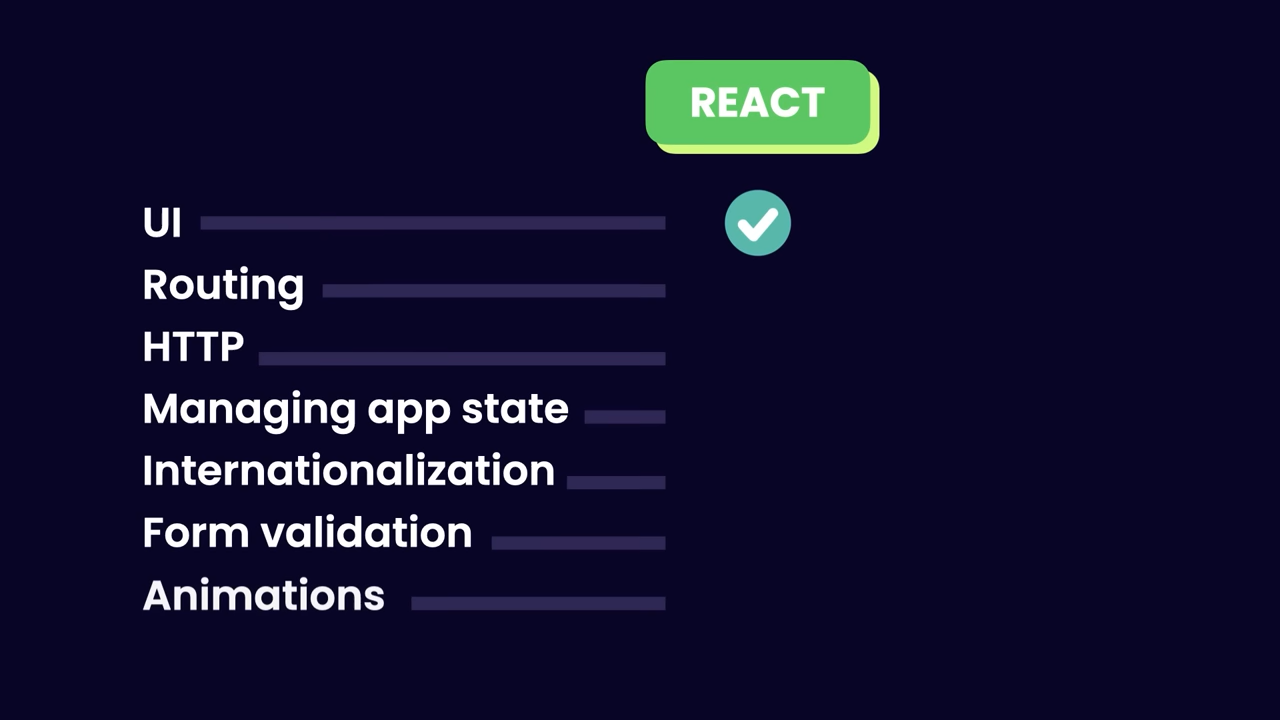 REACT
UI
Routing
HTTP
Managing app state
Internationalization
Form validation
Animations